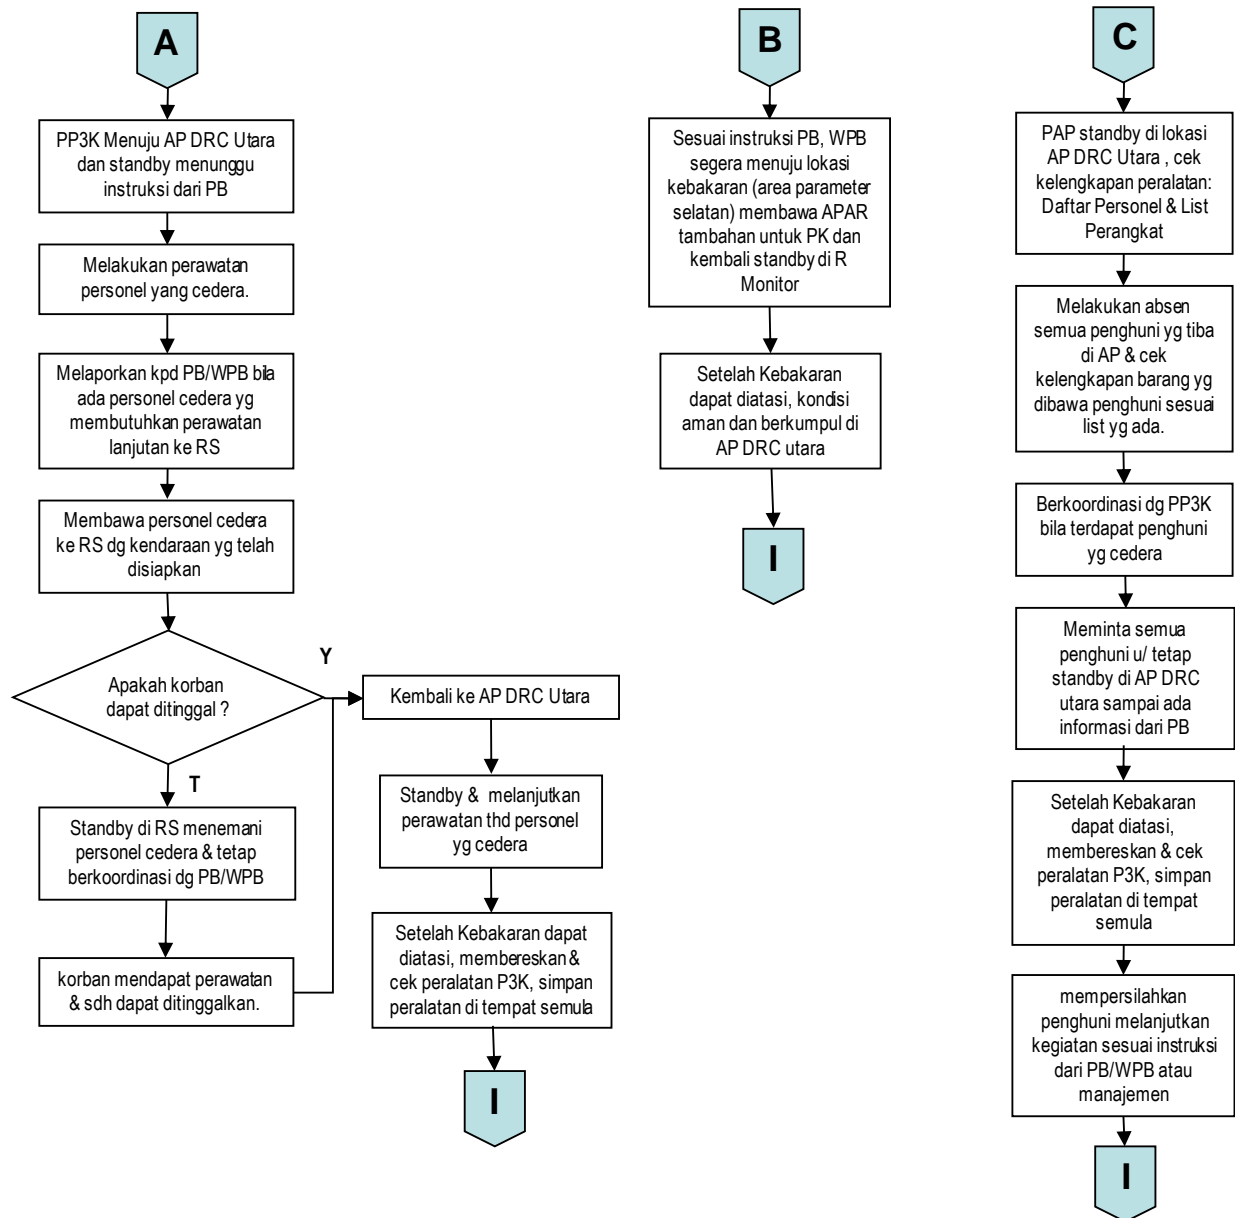 A
PP3K Menuju AP DRC Utara
dan standby menunggu
instruksi dari PB
Melakukan perawatan
personel yang cedera.
Melaporkan kpd PB/WPB bila
ada personel cedera yg
membutuhkan perawatan
lanjutan ke RS
Membawa personel cedera
ke RS dg kendaraan yg telah
disiapkan
Apakah korban
dapat ditinggal ?
Y
T
Standby di RS menemani
personel cedera & tetap
berkoordinasi dg PB/WPB
korban mendapat perawatan
& sdh dapat ditinggalkan.
Kembali ke AP DRC Utara
Standby & melanjutkan
perawatan thd personel
yg cedera
Setelah Kebakaran dapat
diatasi, membereskan &
cek peralatan P3K, simpan
peralatan di tempat semula
I
B
Sesuai instruksi PB, WPB
segera menuju lokasi
kebakaran (area parameter
selatan) membawa APAR
tambahan untuk PK dan
kembali standby di R
Monitor
Setelah Kebakaran
dapat diatasi, kondisi
aman dan berkumpul di
AP DRC utara
I
C
PAP standby di lokasi
AP DRC Utara , cek
kelengkapan peralatan:
Daftar Personel & List
Perangkat
Melakukan absen
semua penghuni yg tiba
di AP & cek
kelengkapan barang yg
dibawa penghuni sesuai
list yg ada.
Berkoordinasi dg PP3K
bila terdapat penghuni
yg cedera
Meminta semua
penghuni u/ tetap
standby di AP DRC
utara sampai ada
informasi dari PB
Setelah Kebakaran
dapat diatasi,
membereskan & cek
peralatan P3K, simpan
peralatan di tempat
semula
mempersilahkan
penghuni melanjutkan
kegiatan sesuai instruksi
dari PB/WPB atau
manajemen
I